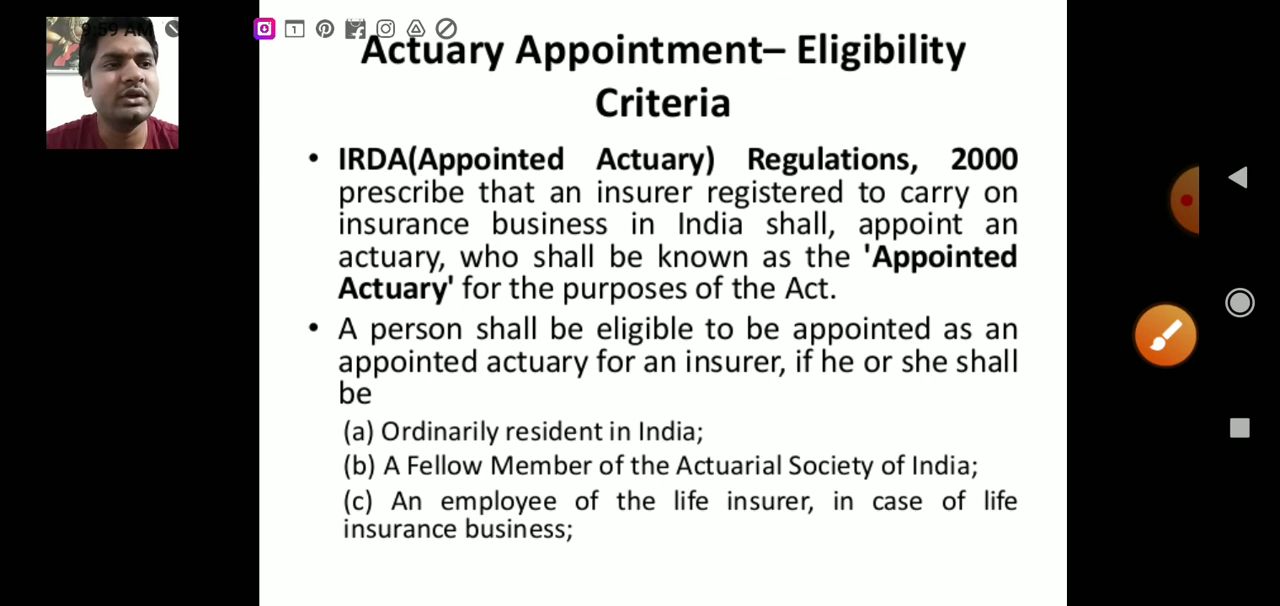 9:59 AM
1
Actuary Appointment– Eligibility
Criteria
• IRDA(Appointed Actuary) Regulations, 2000
prescribe that an insurer registered to carry on
insurance business in India shall, appoint an
actuary, who shall be known as the 'Appointed
Actuary' for the purposes of the Act.
• A person shall be eligible to be appointed as an
appointed actuary for an insurer, if he or she shall
be
(a) Ordinarily resident in India;
(b) A Fellow Member of the Actuarial Society of India;
(c) An employee of the life insurer, in case of life
insurance business;